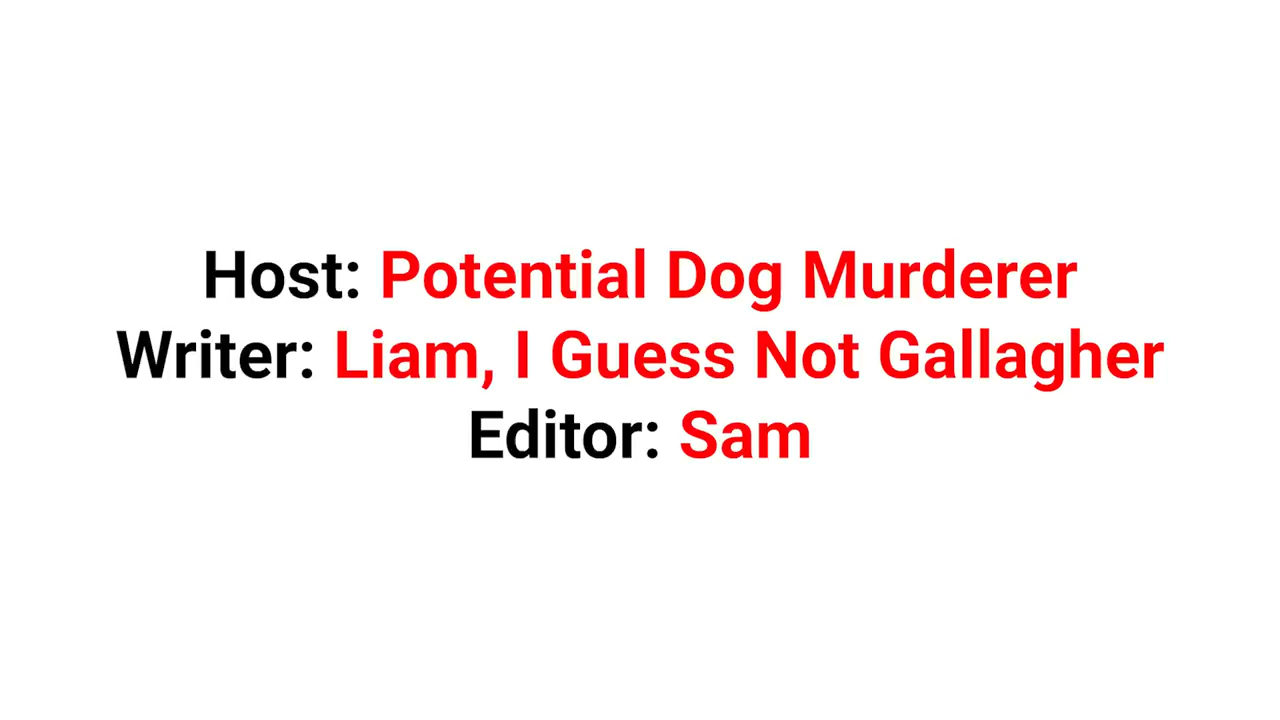 Host: Potential Dog Murderer
Writer: Liam, I Guess Not Gallagher
Editor: Sam